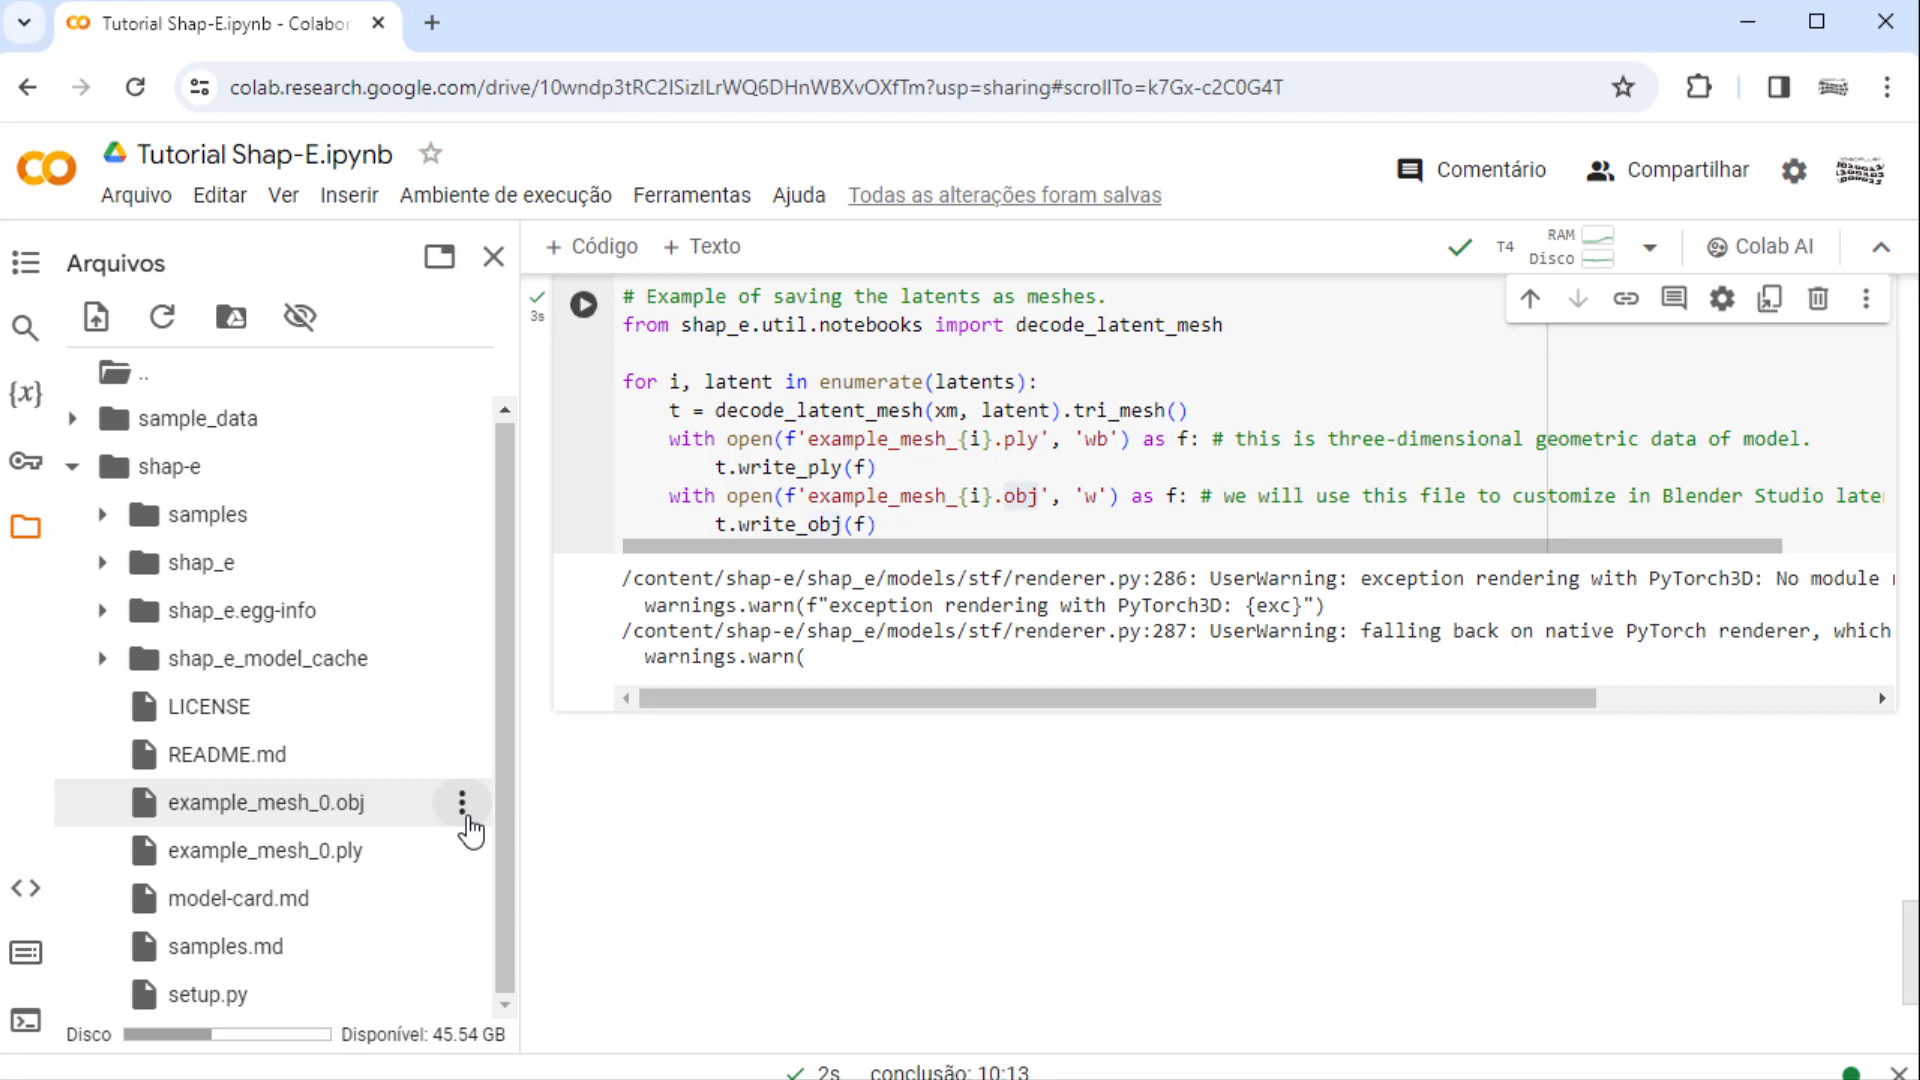 Tutorial Shap-E.ipynb - Colabor
colab.research.google.com/drive/10wndp3tRC2ISizILrWQ6DHnWBXvOXfTm?usp=sharing#scrollTo=k7Gx-c2C0G4T
Tutorial Shap-E.ipynb
Comentário
Compartilhar
Arquivo Editar Ver Inserir Ambiente de execução Ferramentas Ajuda Todas as alterações foram salvas
Arquivos
+ Código + Texto
T4
RAM
Disco
Colab AI
..
sample_data
shap-e
samples
shap_e
shap_e.egg-info
shap_e_model_cache
LICENSE
README.md
example_mesh_0.obj
example_mesh_0.ply
model-card.md
samples.md
setup.py
Disco
Disponível: 45.54 GB
3s
# Example of saving the latents as meshes.
from shap_e.util.notebooks import decode_latent_mesh
for i, latent in enumerate(latents):
t = decode_latent_mesh(xm, latent).tri_mesh()
with open(f'example_mesh_{i}.ply', 'wb') as f: # this is three-dimensional geometric data of model.
t.write_ply(f)
with open(f'example_mesh_{i}.obj', 'w') as f: # we will use this file to customize in Blender Studio late
t.write_obj(f)
/content/shap-e/shap_e/models/stf/renderer.py:286: UserWarning: exception rendering with PyTorch3D: No module
warnings.warn(f"exception rendering with PyTorch3D: {exc}")
/content/shap-e/shap_e/models/stf/renderer.py:287: UserWarning: falling back on native PyTorch renderer, which
warnings.warn(
2s conclusão: 10:13